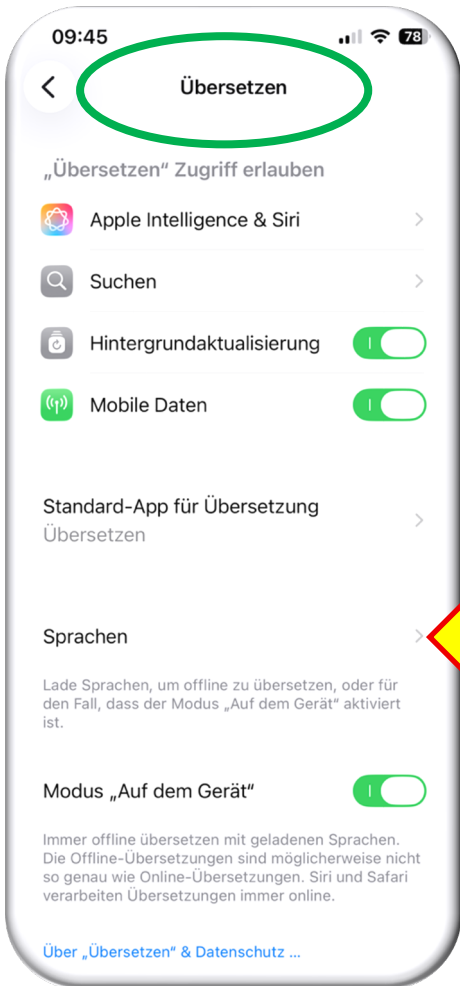 09:45
78
Übersetzen
„Übersetzen“ Zugriff erlauben
Apple Intelligence & Siri
Suchen
Hintergrundaktualisierung
Mobile Daten
Standard-App für Übersetzung
Übersetzen
Sprachen
Lade Sprachen, um offline zu übersetzen, oder für
den Fall, dass der Modus „Auf dem Gerät“ aktiviert
ist.
Modus „Auf dem Gerät“
Immer offline übersetzen mit geladenen Sprachen.
Die Offline-Übersetzungen sind möglicherweise nicht
so genau wie Online-Übersetzungen. Siri und Safari
verarbeiten Übersetzungen immer online.
Über „Übersetzen“ & Datenschutz ...